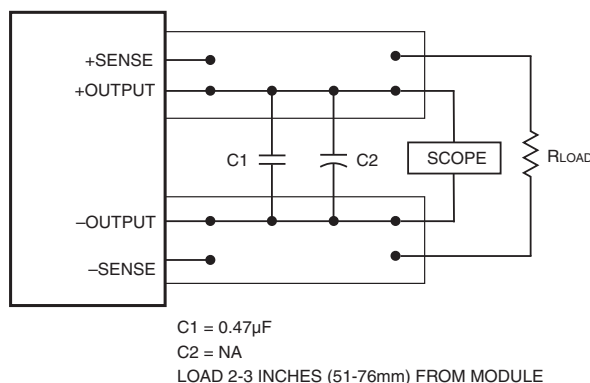 +SENSE
+OUTPUT
C1
C2
SCOPE
RLOAD
–OUTPUT
–SENSE
C1 = 0.47µF
C2 = NA
LOAD 2-3 INCHES (51-76mm) FROM MODULE